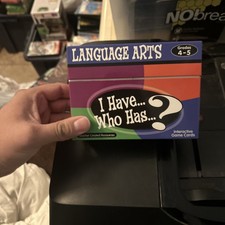 NObrea
LANGUAGE ARTS
Grades
4-5
I Have...
Who Has...?
Interactive
Game Cards